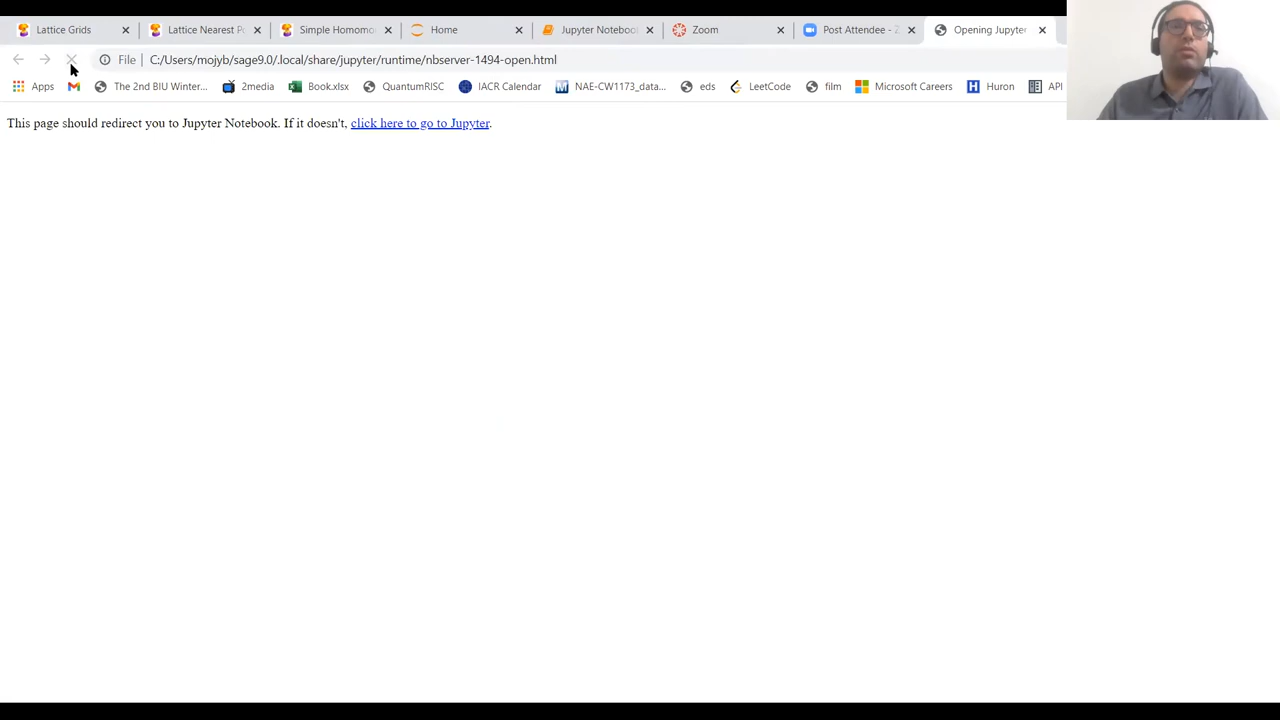 Lattice Grids
Lattice Nearest Po
Simple Homomo
Home
Jupyter Notebook
Zoom
Post Attendee - Z
Opening Jupyter
File
C:/Users/mojyb/sage9.0/.local/share/jupyter/runtime/nbserver-1494-open.html
Apps
The 2nd BIU Winter...
2media
Book.xlsx
QuantumRISC
IACR Calendar
NAE-CW1173_data...
eds
LeetCode
film
Microsoft Careers
Huron
API
This page should redirect you to Jupyter Notebook. If it doesn't, click here to go to Jupyter.